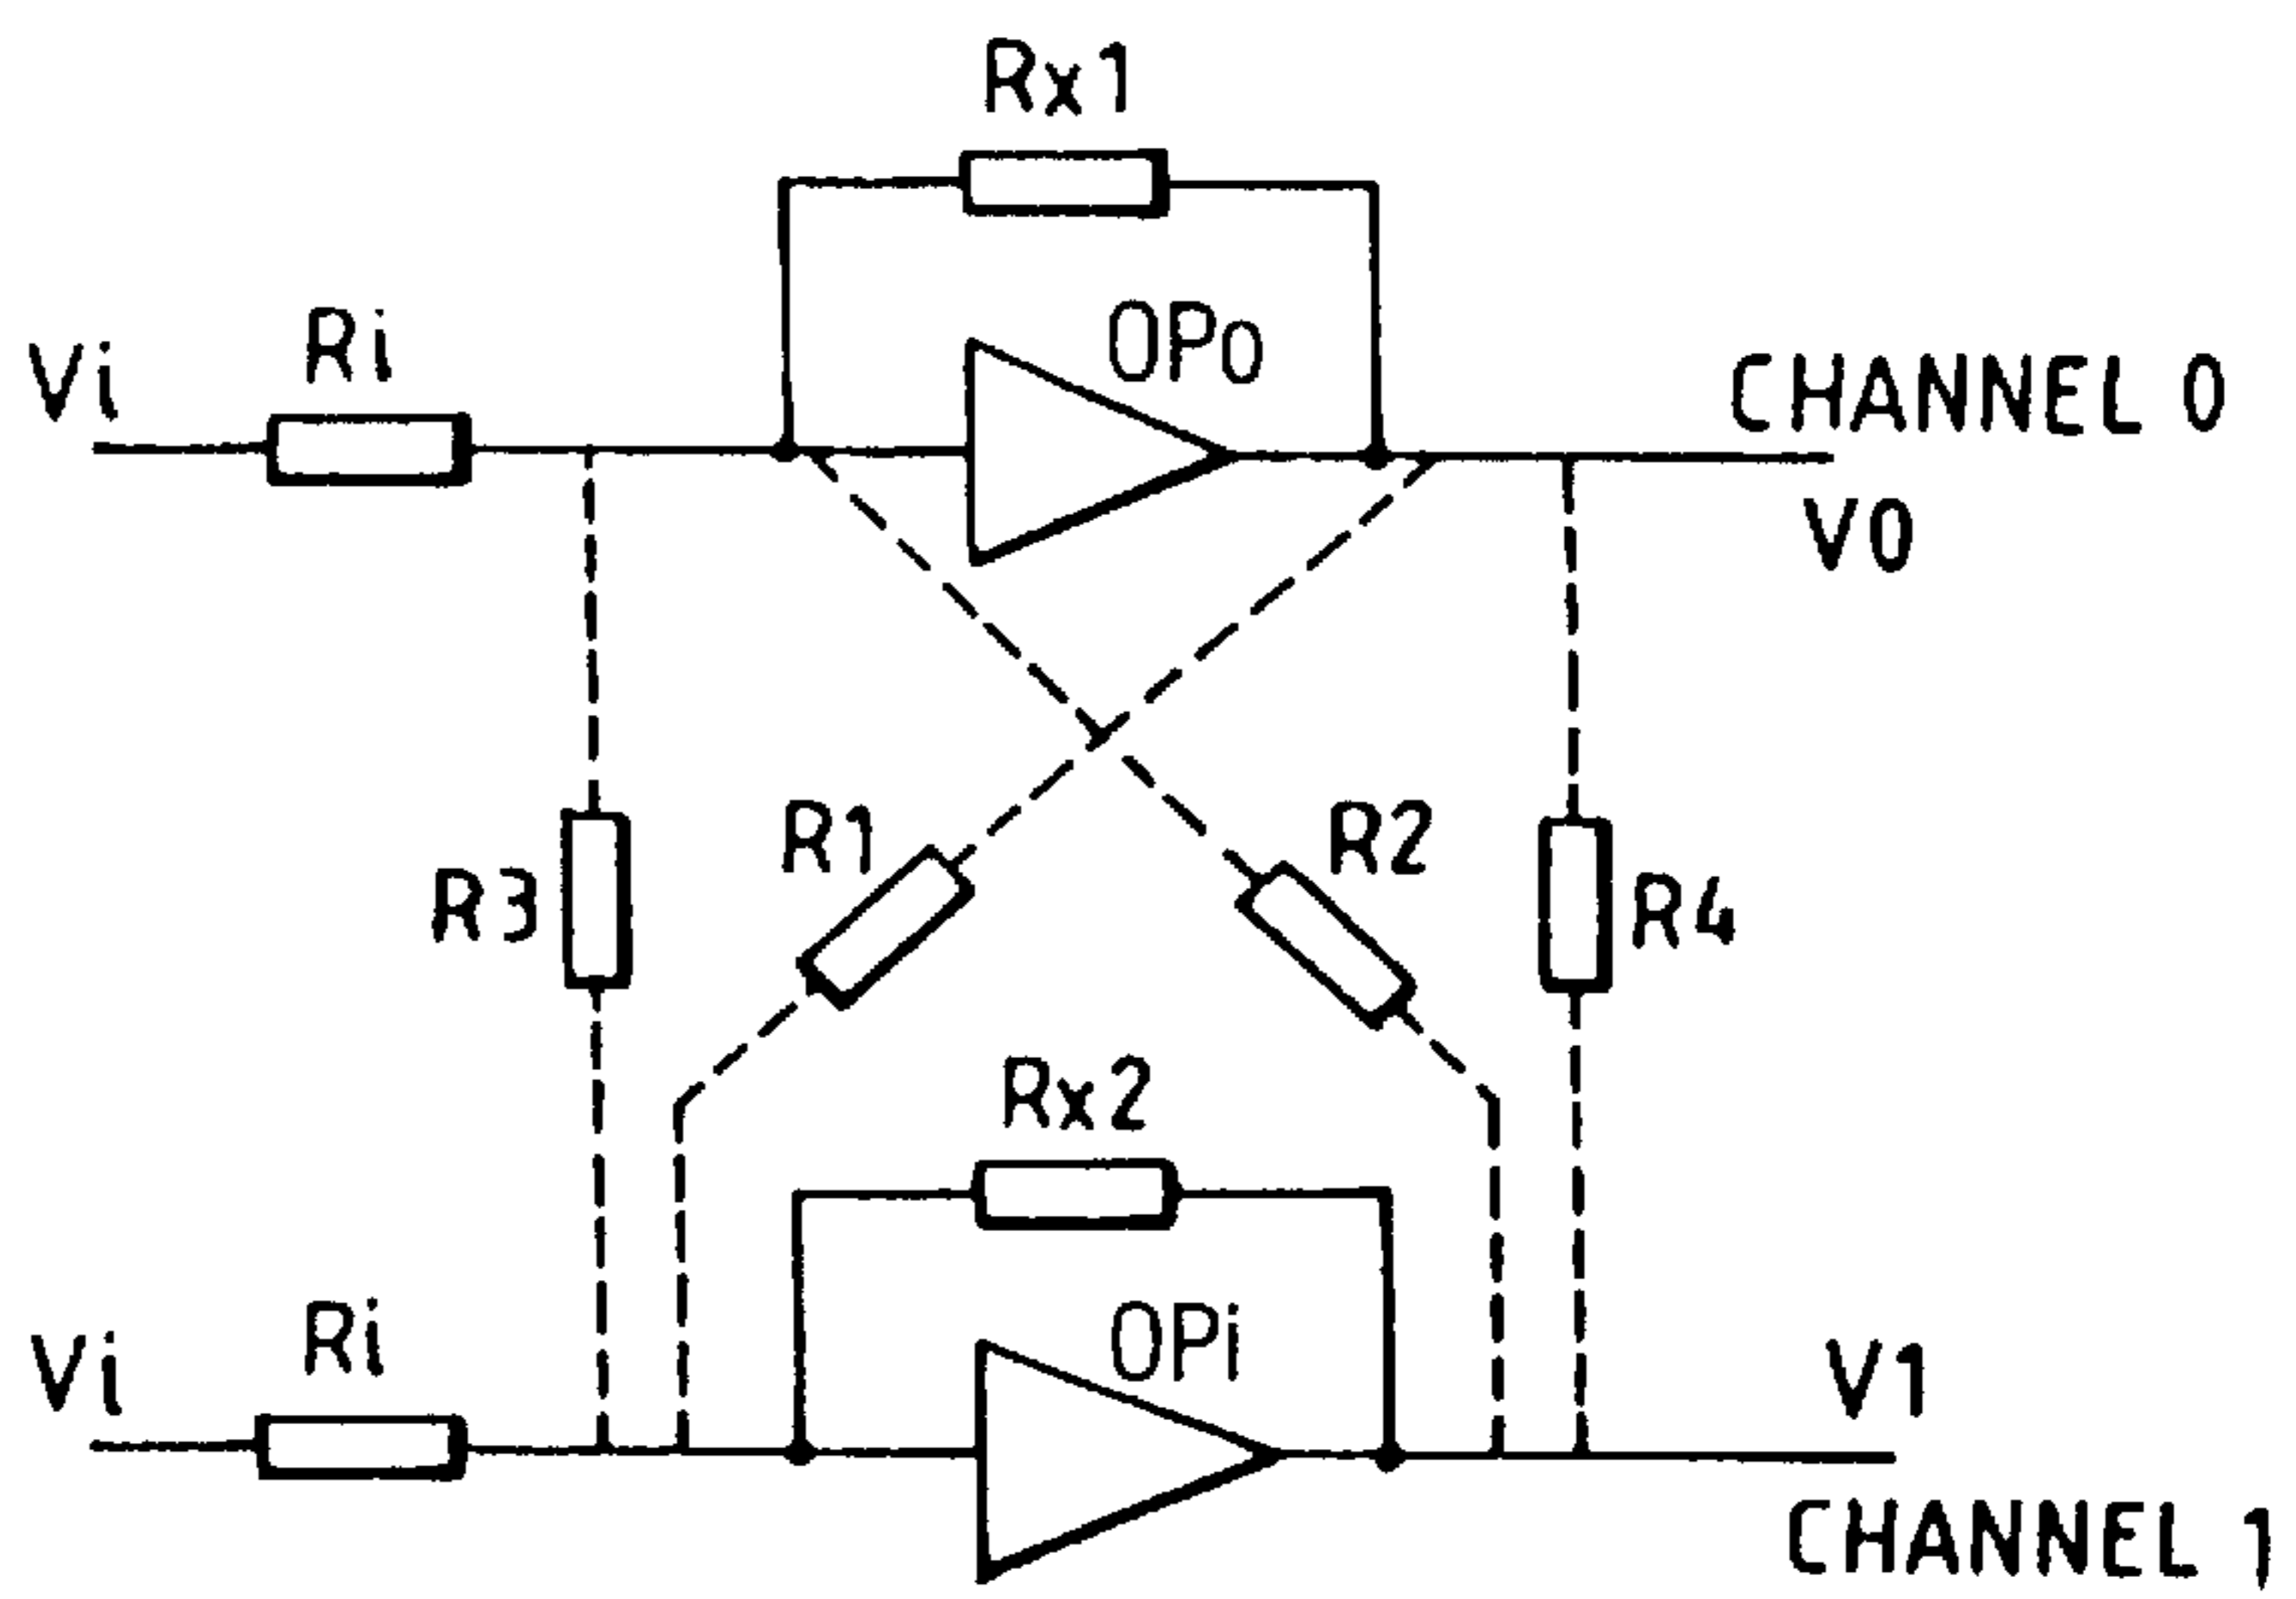 Rx1
Ri
OPo
Vi
CHANNEL 0
V0
R1
R2
R3
R4
Rx2
Ri
OPi
Vi
V1
CHANNEL 1